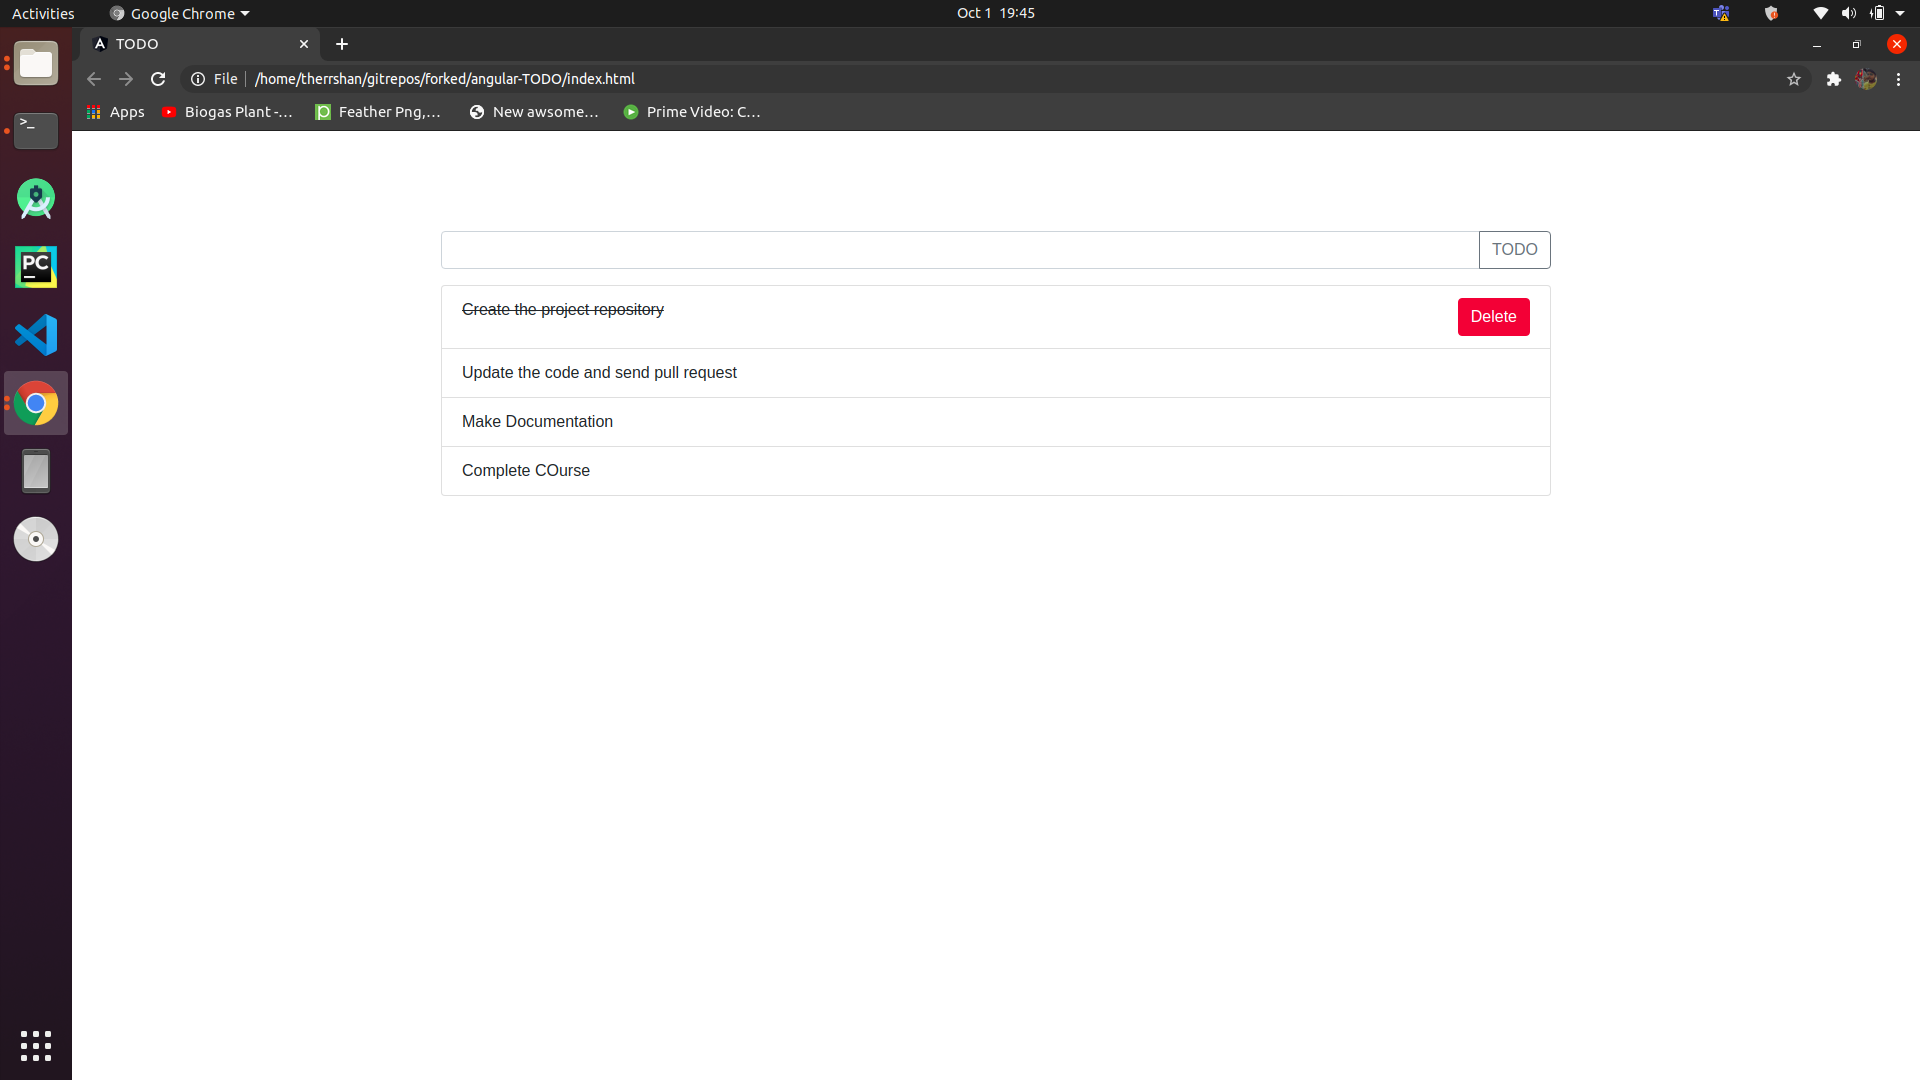 Activities
Google Chrome
Oct 1 19:45
TODO
File
/home/therrshan/gitrepos/forked/angular-TODO/index.html
Apps
Biogas Plant -...
Feather Png,...
New awsome...
Prime Video: C...
>_
PC
TODO
Create the project repository
Delete
Update the code and send pull request
Make Documentation
Complete COurse